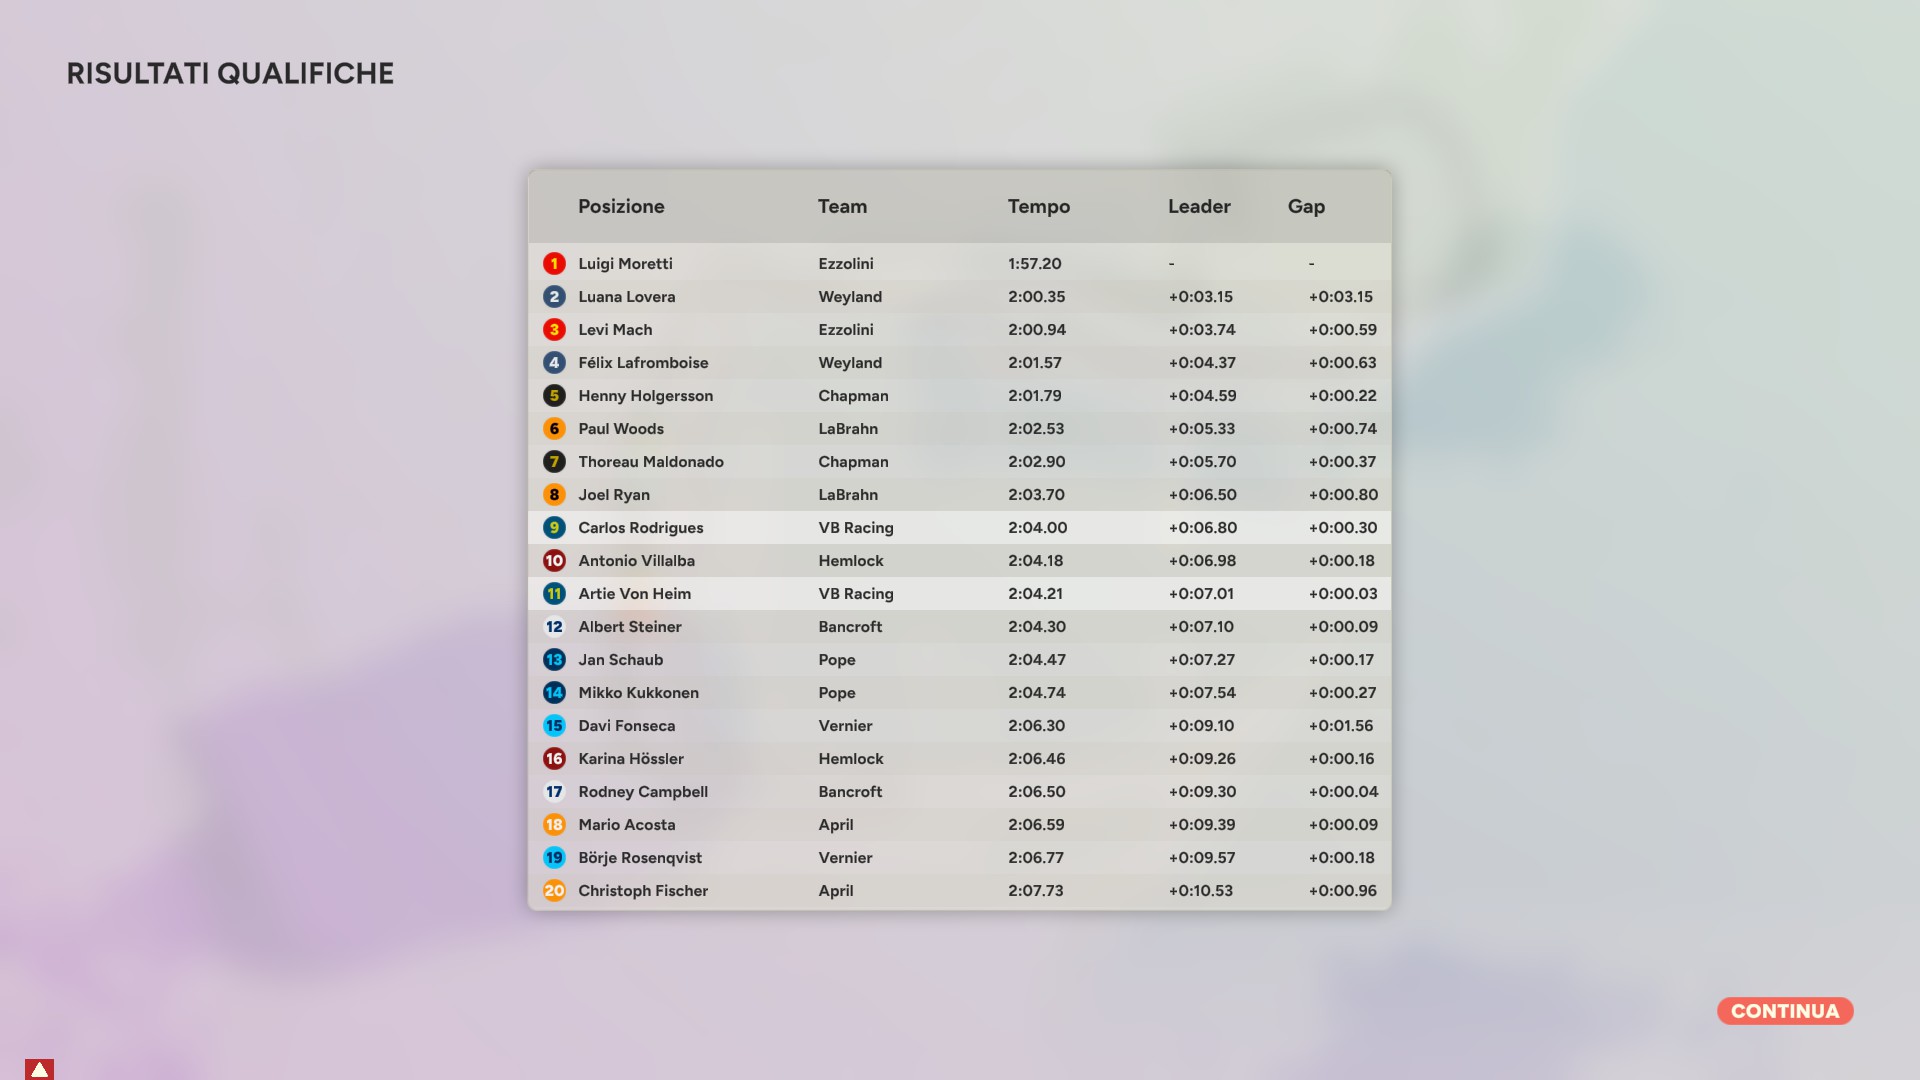 RISULTATI QUALIFICHE
Posizione Team Tempo Leader Gap
1 Luigi Moretti Ezzolini 1:57.20 - -
2 Luana Lovera Weyland 2:00.35 +0:03.15 +0:03.15
3 Levi Mach Ezzolini 2:00.94 +0:03.74 +0:00.59
4 Félix Lafromboise Weyland 2:01.57 +0:04.37 +0:00.63
5 Henny Holgersson Chapman 2:01.79 +0:04.59 +0:00.22
6 Paul Woods LaBrahn 2:02.53 +0:05.33 +0:00.74
7 Thoreau Maldonado Chapman 2:02.90 +0:05.70 +0:00.37
8 Joel Ryan LaBrahn 2:03.70 +0:06.50 +0:00.80
9 Carlos Rodrigues VB Racing 2:04.00 +0:06.80 +0:00.30
10 Antonio Villalba Hemlock 2:04.18 +0:06.98 +0:00.18
11 Artie Von Heim VB Racing 2:04.21 +0:07.01 +0:00.03
12 Albert Steiner Bancroft 2:04.30 +0:07.10 +0:00.09
13 Jan Schaub Pope 2:04.47 +0:07.27 +0:00.17
14 Mikko Kukkonen Pope 2:04.74 +0:07.54 +0:00.27
15 Davi Fonseca Vernier 2:06.30 +0:09.10 +0:01.56
16 Karina Hössler Hemlock 2:06.46 +0:09.26 +0:00.16
17 Rodney Campbell Bancroft 2:06.50 +0:09.30 +0:00.04
18 Mario Acosta April 2:06.59 +0:09.39 +0:00.09
19 Börje Rosenqvist Vernier 2:06.77 +0:09.57 +0:00.18
20 Christoph Fischer April 2:07.73 +0:10.53 +0:00.96
CONTINUA